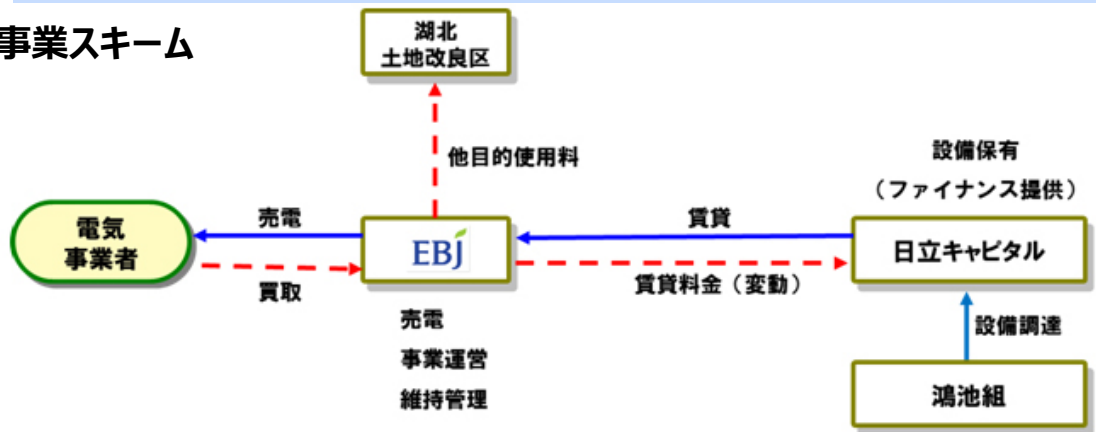 事業スキーム
湖北
土地改良区
他目的使用料
設備保有
（ファイナンス提供）
電気
事業者
売電
買取
EBJ
賃貸
賃貸料金（変動）
日立キャピタル
売電
事業運営
維持管理
設備調達
鴻池組